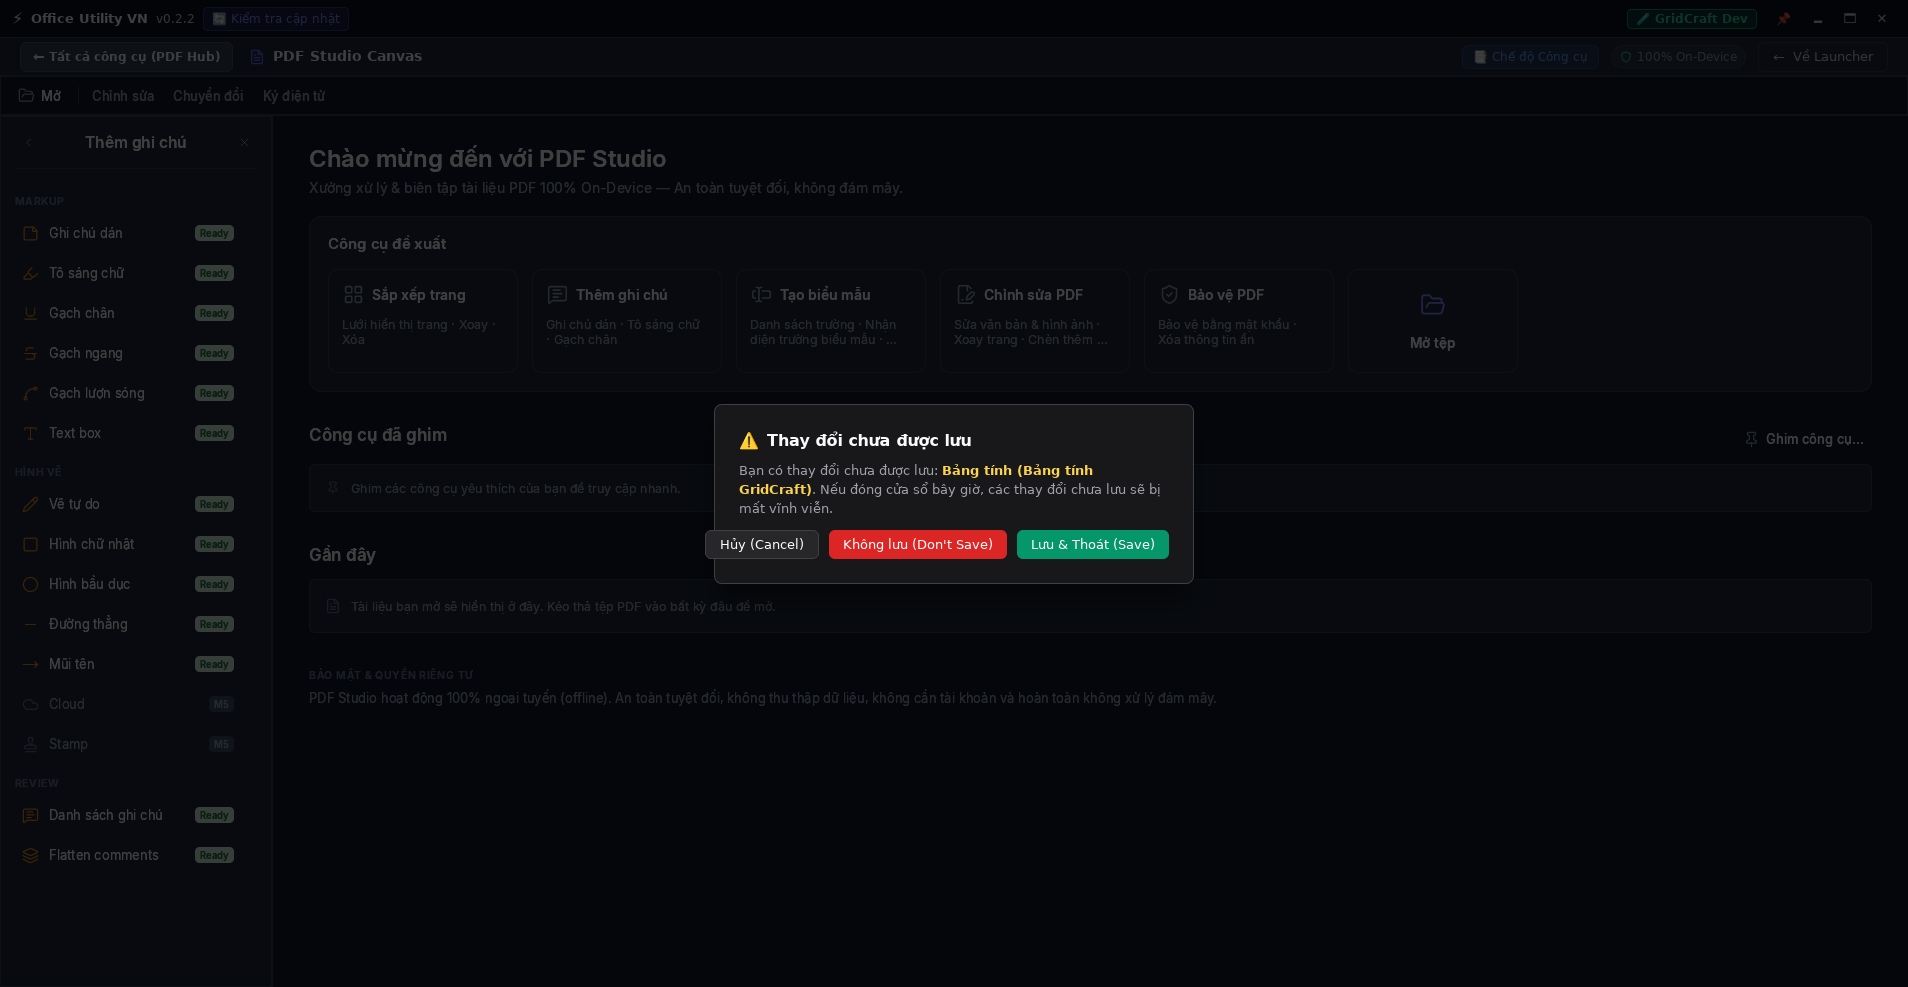 Office Utility VN v0.2.2 Kiểm tra cập nhật GridCraft Dev
← Tất cả công cụ (PDF Hub) PDF Studio Canvas Chế độ Công cụ 100% On-Device ← Về Launcher
Mở Chỉnh sửa Chuyển đổi Ký điện tử
Thêm ghi chú
MARKUP
Ghi chú dán Ready
Tô sáng chữ Ready
Gạch chân Ready
Gạch ngang Ready
Gạch lượn sóng Ready
Text box Ready
HÌNH VẼ
Vẽ tự do Ready
Hình chữ nhật Ready
Hình bầu dục Ready
Đường thẳng Ready
Mũi tên Ready
Cloud M5
Stamp M5
REVIEW
Danh sách ghi chú Ready
Flatten comments Ready
Chào mừng đến với PDF Studio
Xưởng xử lý & biên tập tài liệu PDF 100% On-Device — An toàn tuyệt đối, không đám mây.
Công cụ đề xuất
Sắp xếp trang
Lưới hiển thị trang · Xoay ·
Xóa
Thêm ghi chú
Ghi chú dán · Tô sáng chữ
· Gạch chân
Tạo biểu mẫu
Danh sách trường · Nhận
diện trường biểu mẫu · ...
Chỉnh sửa PDF
Sửa văn bản & hình ảnh ·
Xoay trang · Chèn thêm ...
Bảo vệ PDF
Bảo vệ bằng mật khẩu ·
Xóa thông tin ẩn
Mở tệp
Công cụ đã ghim
Ghim công cụ...
Ghim các công cụ yêu thích của bạn để truy cập nhanh.
Gần đây
Tài liệu bạn mở sẽ hiển thị ở đây. Kéo thả tệp PDF vào bất kỳ đâu để mở.
BẢO MẬT & QUYỀN RIÊNG TƯ
PDF Studio hoạt động 100% ngoại tuyến (offline). An toàn tuyệt đối, không thu thập dữ liệu, không cần tài khoản và hoàn toàn không xử lý đám mây.
Thay đổi chưa được lưu
Bạn có thay đổi chưa được lưu: Bảng tính (Bảng tính
GridCraft). Nếu đóng cửa sổ bây giờ, các thay đổi chưa lưu sẽ bị
mất vĩnh viễn.
Hủy (Cancel) Không lưu (Don't Save) Lưu & Thoát (Save)